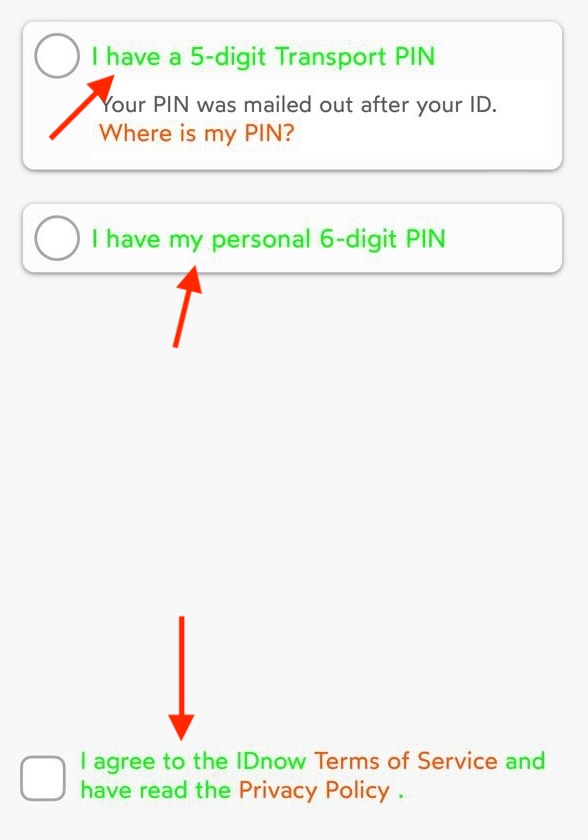 I have a 5-digit Transport PIN
Your PIN was mailed out after your ID.
Where is my PIN?
I have my personal 6-digit PIN
I agree to the IDnow Terms of Service and
have read the Privacy Policy .